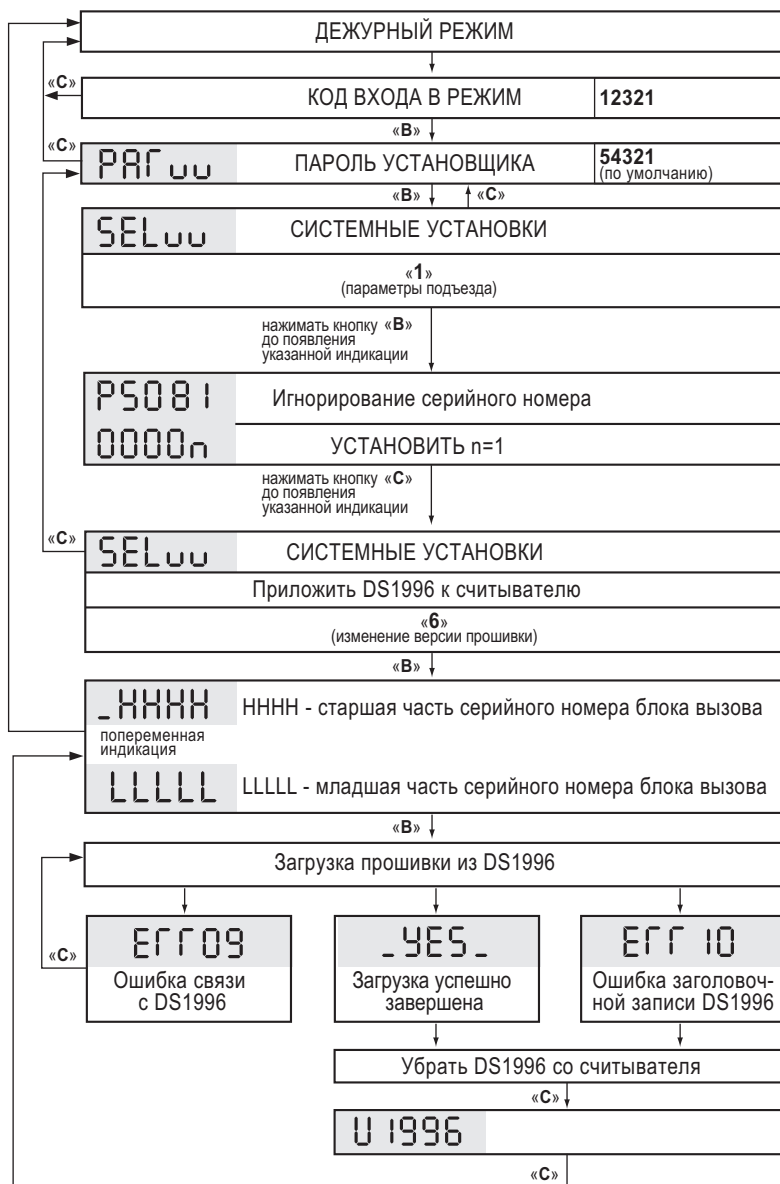 ДЕЖУРНЫЙ РЕЖИМ
«С»
КОД ВХОДА В РЕЖИМ
12321
«В»
«С»
PAГuu
ПАРОЛЬ УСТАНОВЩИКА
54321
(по умолчанию)
«В»
«С»
SELuu
СИСТЕМНЫЕ УСТАНОВКИ
«1»
(параметры подъезда)
нажимать кнопку «В»
до появления
указанной индикации
PS081
Игнорирование серийного номера
0000n
УСТАНОВИТЬ n=1
нажимать кнопку «С»
до появления
указанной индикации
«С»
SELuu
СИСТЕМНЫЕ УСТАНОВКИ
Приложить DS1996 к считывателю
«6»
(изменение версии прошивки)
«В»
_HHHH
HHHH - старшая часть серийного номера блока вызова
попеременная
индикация
LLLLL
LLLLL - младшая часть серийного номера блока вызова
«В»
Загрузка прошивки из DS1996
«С»
EГГ09
Ошибка связи
с DS1996
_YES_
Загрузка успешно
завершена
EГГ10
Ошибка заголовоч-
ной записи DS1996
Убрать DS1996 со считывателя
«С»
U1996
«С»